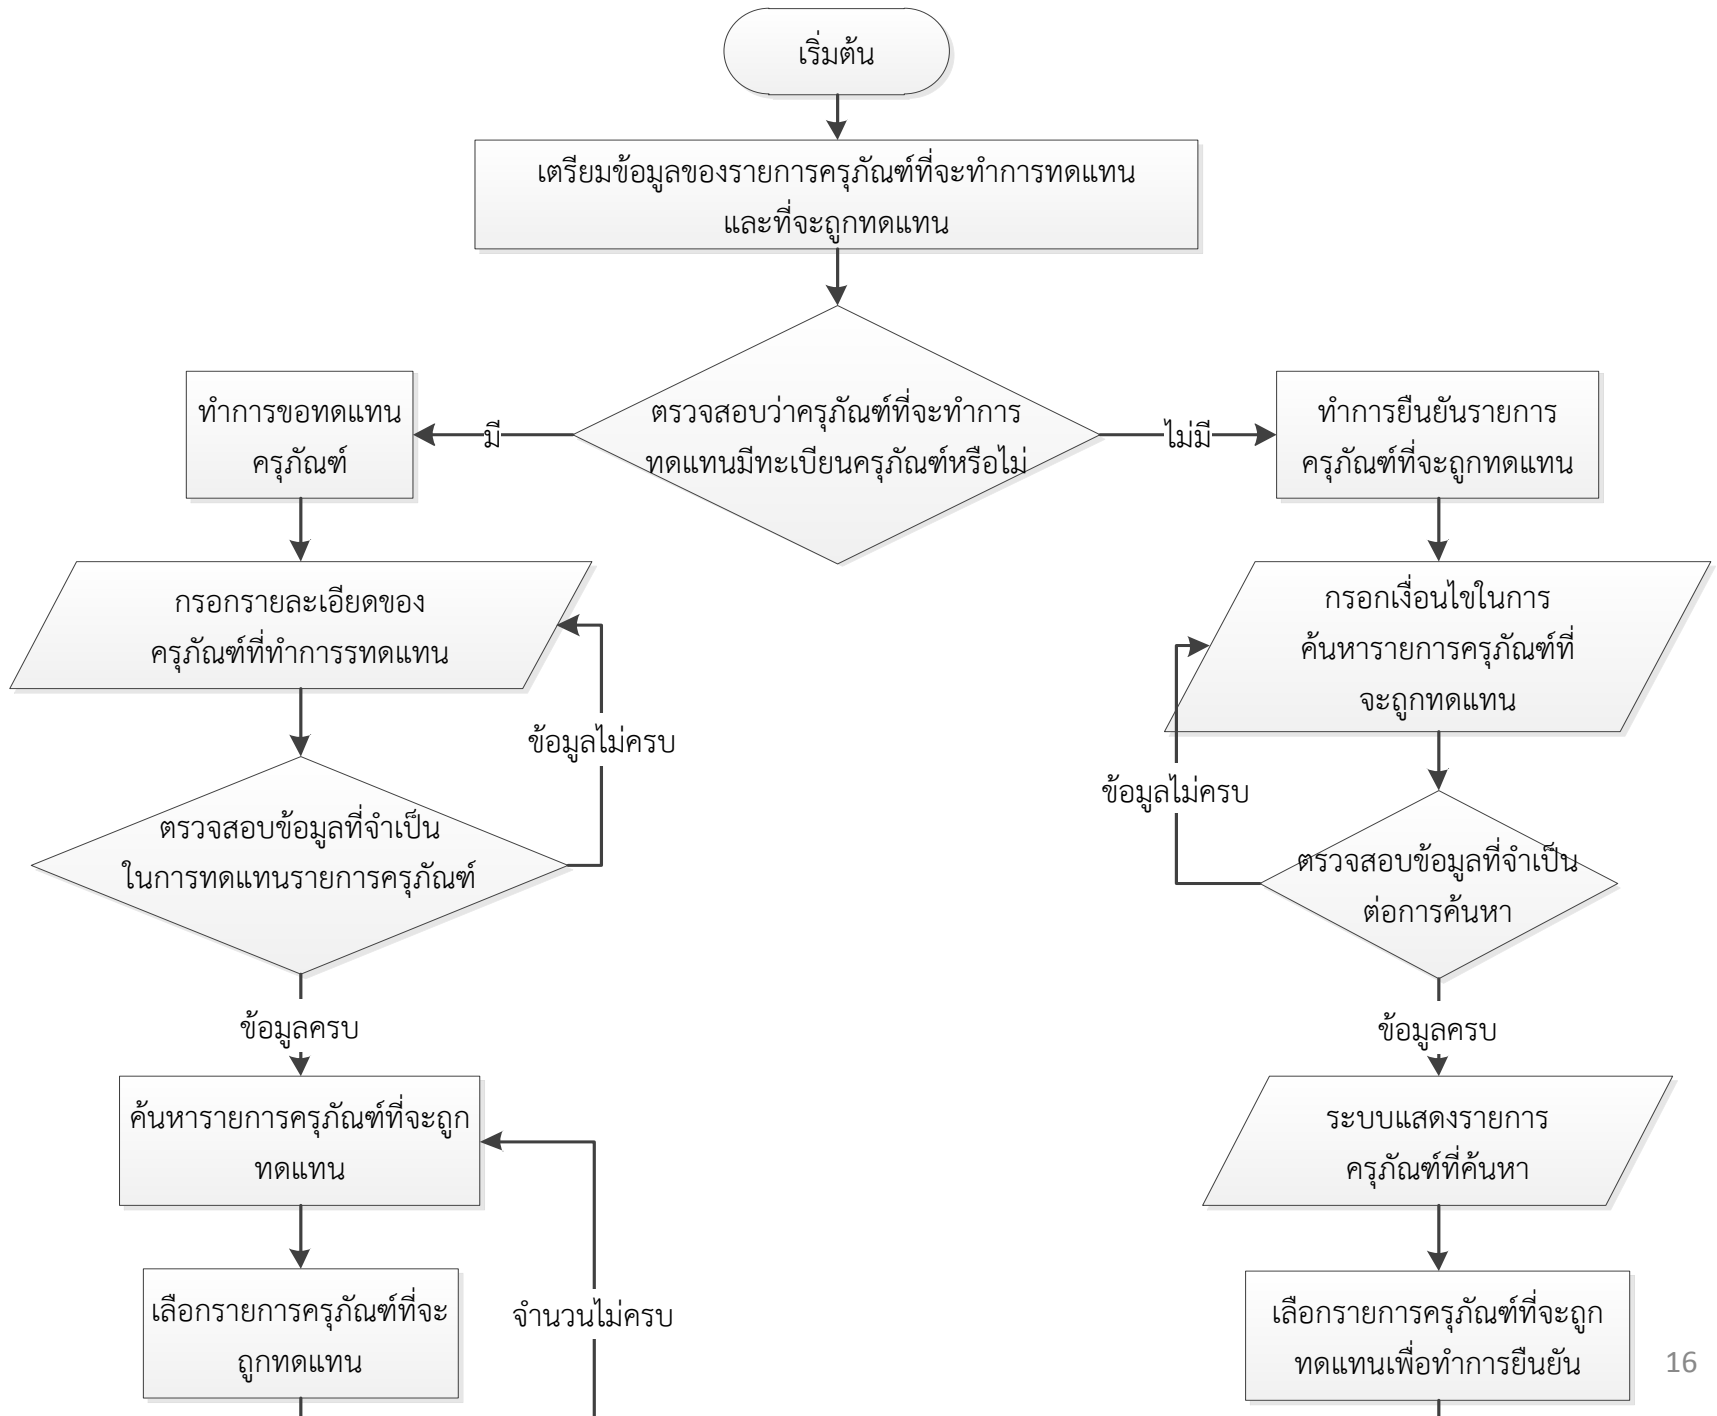 เริ่มต้น
เตรียมข้อมูลของรายการครุภัณฑ์ที่จะทำการทดแทน
และที่จะถูกทดแทน
ตรวจสอบว่าครุภัณฑ์ที่จะทำการ
ทดแทนมีทะเบียนครุภัณฑ์หรือไม่
มี
ไม่มี
ทำการขอทดแทน
ครุภัณฑ์
กรอกรายละเอียดของ
ครุภัณฑ์ที่ทำการรทดแทน
ข้อมูลไม่ครบ
ตรวจสอบข้อมูลที่จำเป็น
ในการทดแทนรายการครุภัณฑ์
ข้อมูลครบ
ค้นหารายการครุภัณฑ์ที่จะถูก
ทดแทน
เลือกรายการครุภัณฑ์ที่จะ
ถูกทดแทน
จำนวนไม่ครบ
ทำการยืนยันรายการ
ครุภัณฑ์ที่จะถูกทดแทน
กรอกเงื่อนไขในการ
ค้นหารายการครุภัณฑ์ที่
จะถูกทดแทน
ข้อมูลไม่ครบ
ตรวจสอบข้อมูลที่จำเป็น
ต่อการค้นหา
ข้อมูลครบ
ระบบแสดงรายการ
ครุภัณฑ์ที่ค้นหา
เลือกรายการครุภัณฑ์ที่จะถูก
ทดแทนเพื่อทำการยืนยัน
16